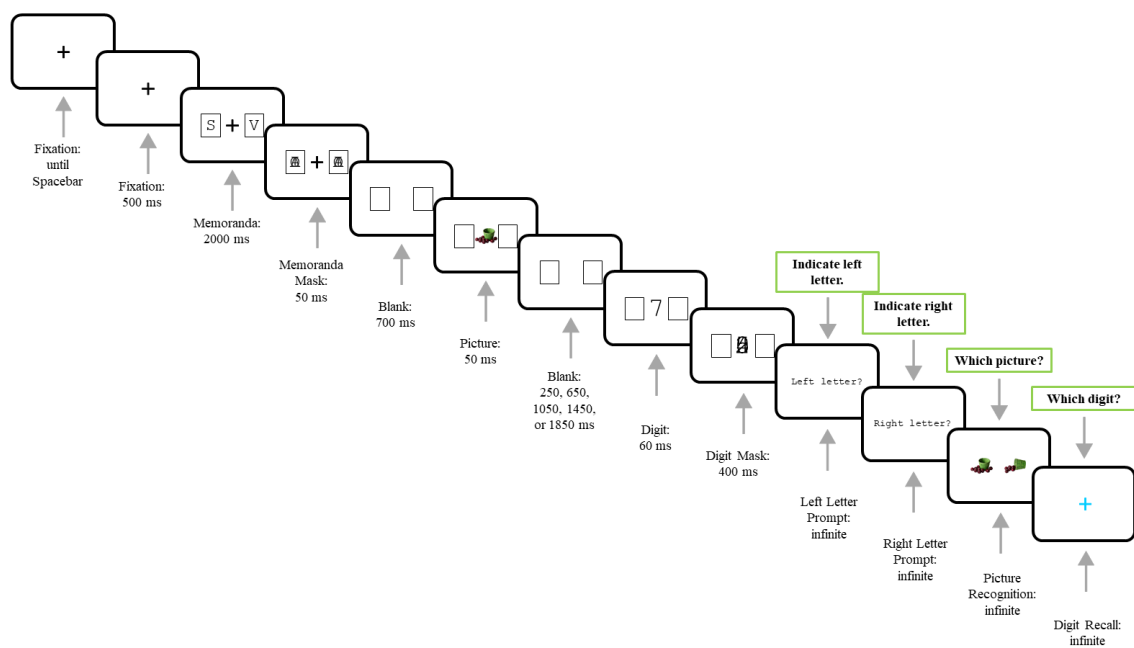 +
Fixation:
until
Spacebar
+
Fixation:
500 ms
S + V
Memoranda:
2000 ms
+
Memoranda
Mask:
50 ms
Blank:
700 ms
Picture:
50 ms
Blank:
250, 650,
1050, 1450,
or 1850 ms
7
Digit:
60 ms
Digit Mask:
400 ms
Indicate left
letter.
Left letter?
Left Letter
Prompt:
infinite
Indicate right
letter.
Right letter?
Right Letter
Prompt:
infinite
Which picture?
Picture
Recognition:
infinite
Which digit?
+
Digit Recall:
infinite